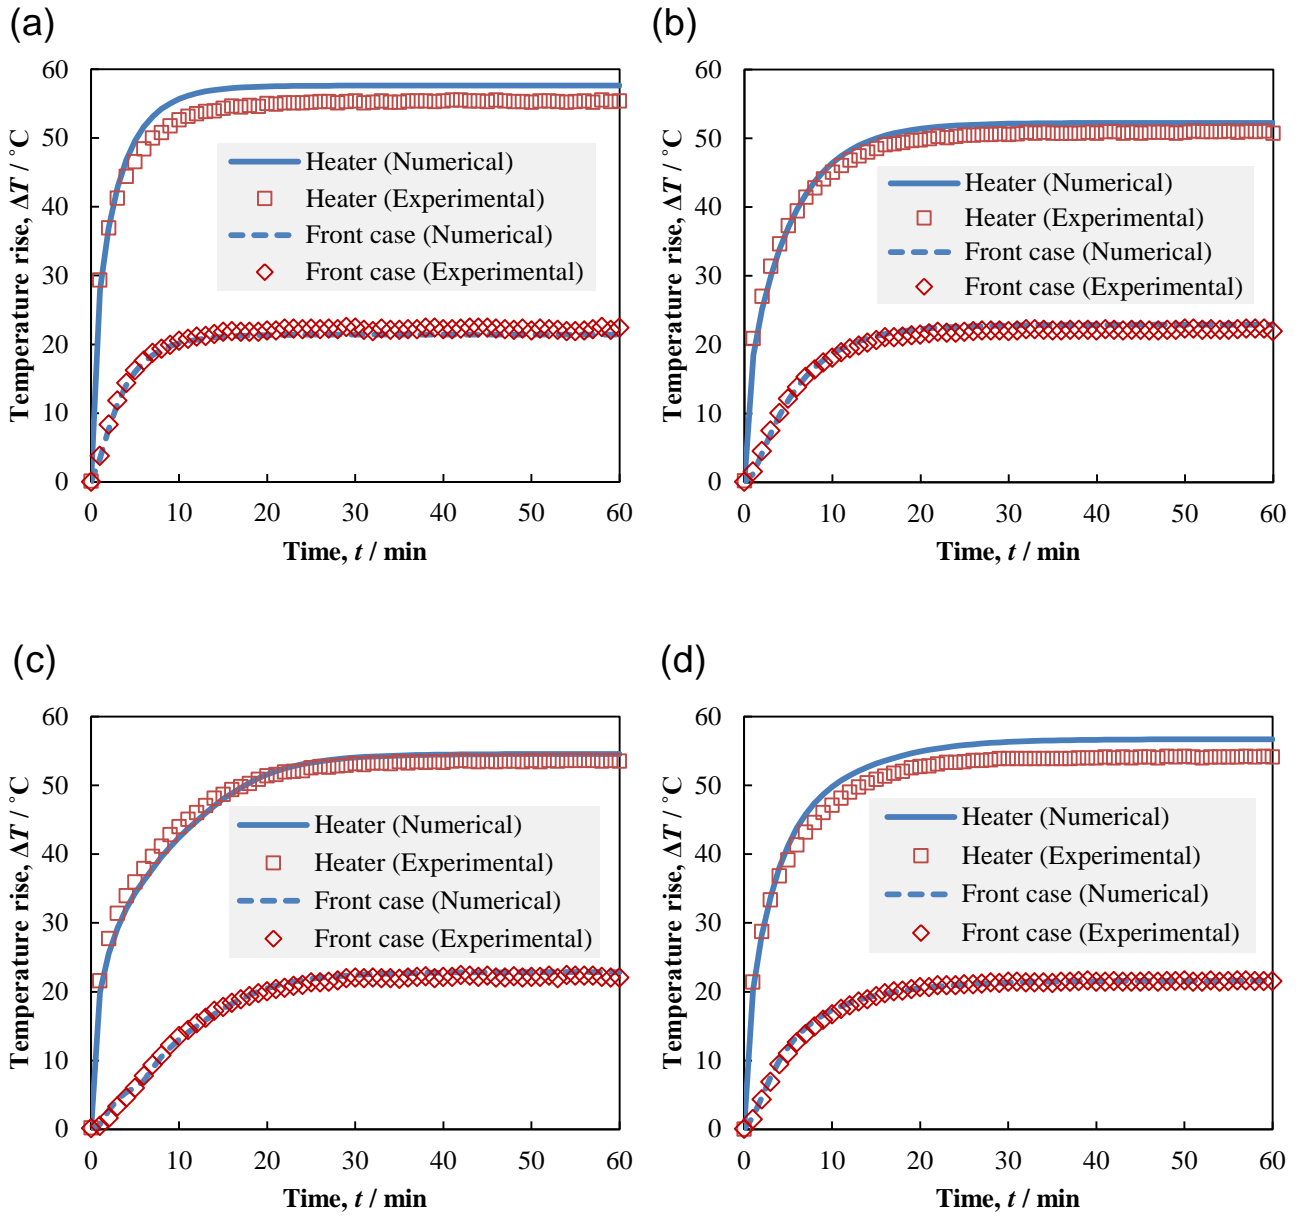 (a)
60
50
40
30
20
10
0
Temperature rise, ΔT / °C
Heater (Numerical)
Heater (Experimental)
Front case (Numerical)
Front case (Experimental)
0 10 20 30 40 50 60
Time, t / min
(b)
60
50
40
30
20
10
0
Temperature rise, ΔT / °C
Heater (Numerical)
Heater (Experimental)
Front case (Numerical)
Front case (Experimental)
0 10 20 30 40 50 60
Time, t / min
(c)
60
50
40
30
20
10
0
Temperature rise, ΔT / °C
Heater (Numerical)
Heater (Experimental)
Front case (Numerical)
Front case (Experimental)
0 10 20 30 40 50 60
Time, t / min
(d)
60
50
40
30
20
10
0
Temperature rise, ΔT / °C
Heater (Numerical)
Heater (Experimental)
Front case (Numerical)
Front case (Experimental)
0 10 20 30 40 50 60
Time, t / min